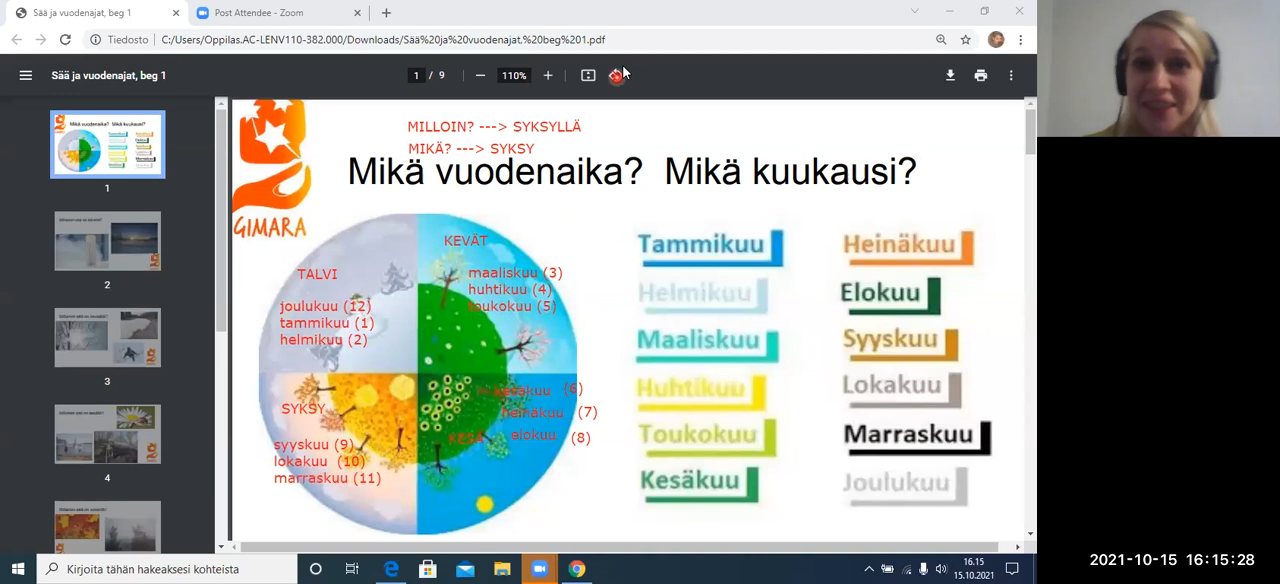 Sää ja vuodenajat, beg 1
Post Attendee - Zoom
Tiedosto
C:/Users/Oppilas.AC-LENV110-382.000/Downloads/Sää%20ja%20vuodenajat,%20beg%201.pdf
Sää ja vuodenajat, beg 1
1 / 9
110%
1
2
3
4
GIMARA
MILLOIN? ---> SYKSYLLÄ
MIKÄ? ---> SYKSY
Mikä vuodenaika? Mikä kuukausi?
TALVI
joulukuu (12)
tammikuu (1)
helmikuu (2)
KEVÄT
maaliskuu (3)
huhtikuu (4)
toukokuu (5)
SYKSY
syyskuu (9)
lokakuu (10)
marraskuu (11)
KESÄ
kesäkuu (6)
heinäkuu (7)
elokuu (8)
Tammikuu
Helmikuu
Maaliskuu
Huhtikuu
Toukokuu
Kesäkuu
Heinäkuu
Elokuu
Syyskuu
Lokakuu
Marraskuu
Joulukuu
Kirjoita tähän hakeaksesi kohteista
16.15
15.10.2021
2021-10-15 16:15:28